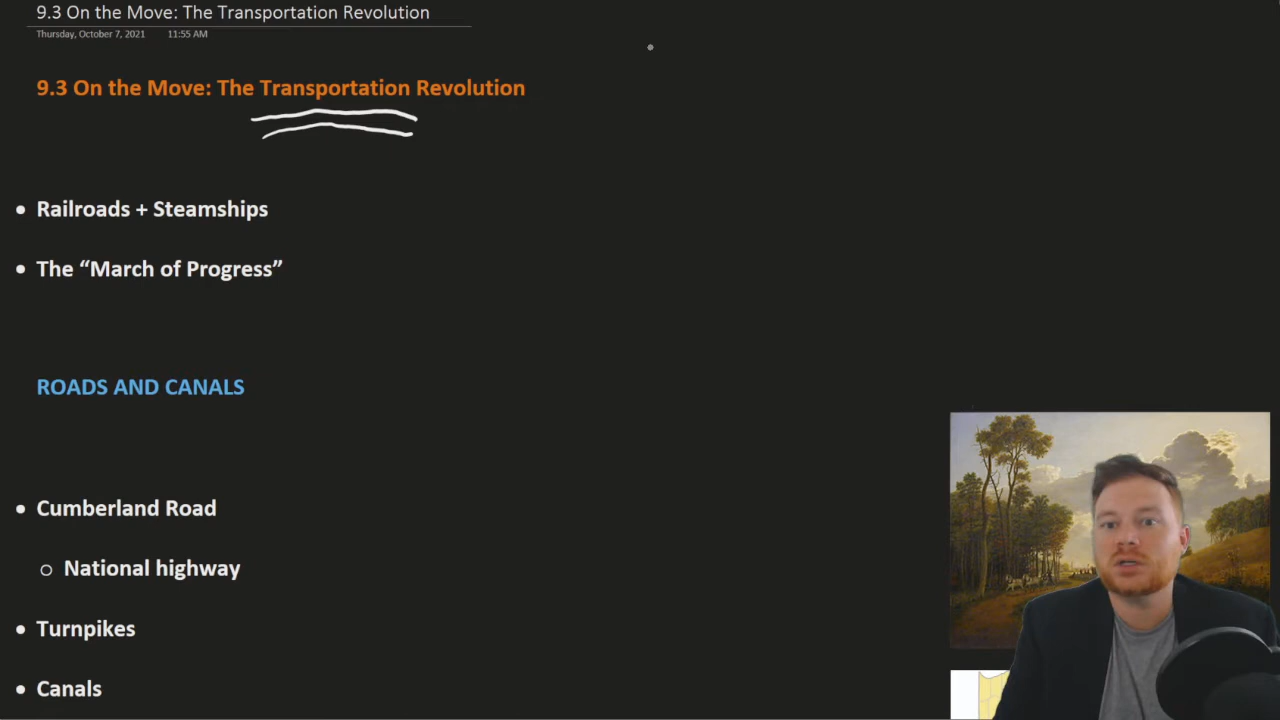 9.3 On the Move: The Transportation Revolution
Thursday, October 7, 2021 11:55 AM
9.3 On the Move: The Transportation Revolution
• Railroads + Steamships
• The “March of Progress”
ROADS AND CANALS
• Cumberland Road
○ National highway
• Turnpikes
• Canals